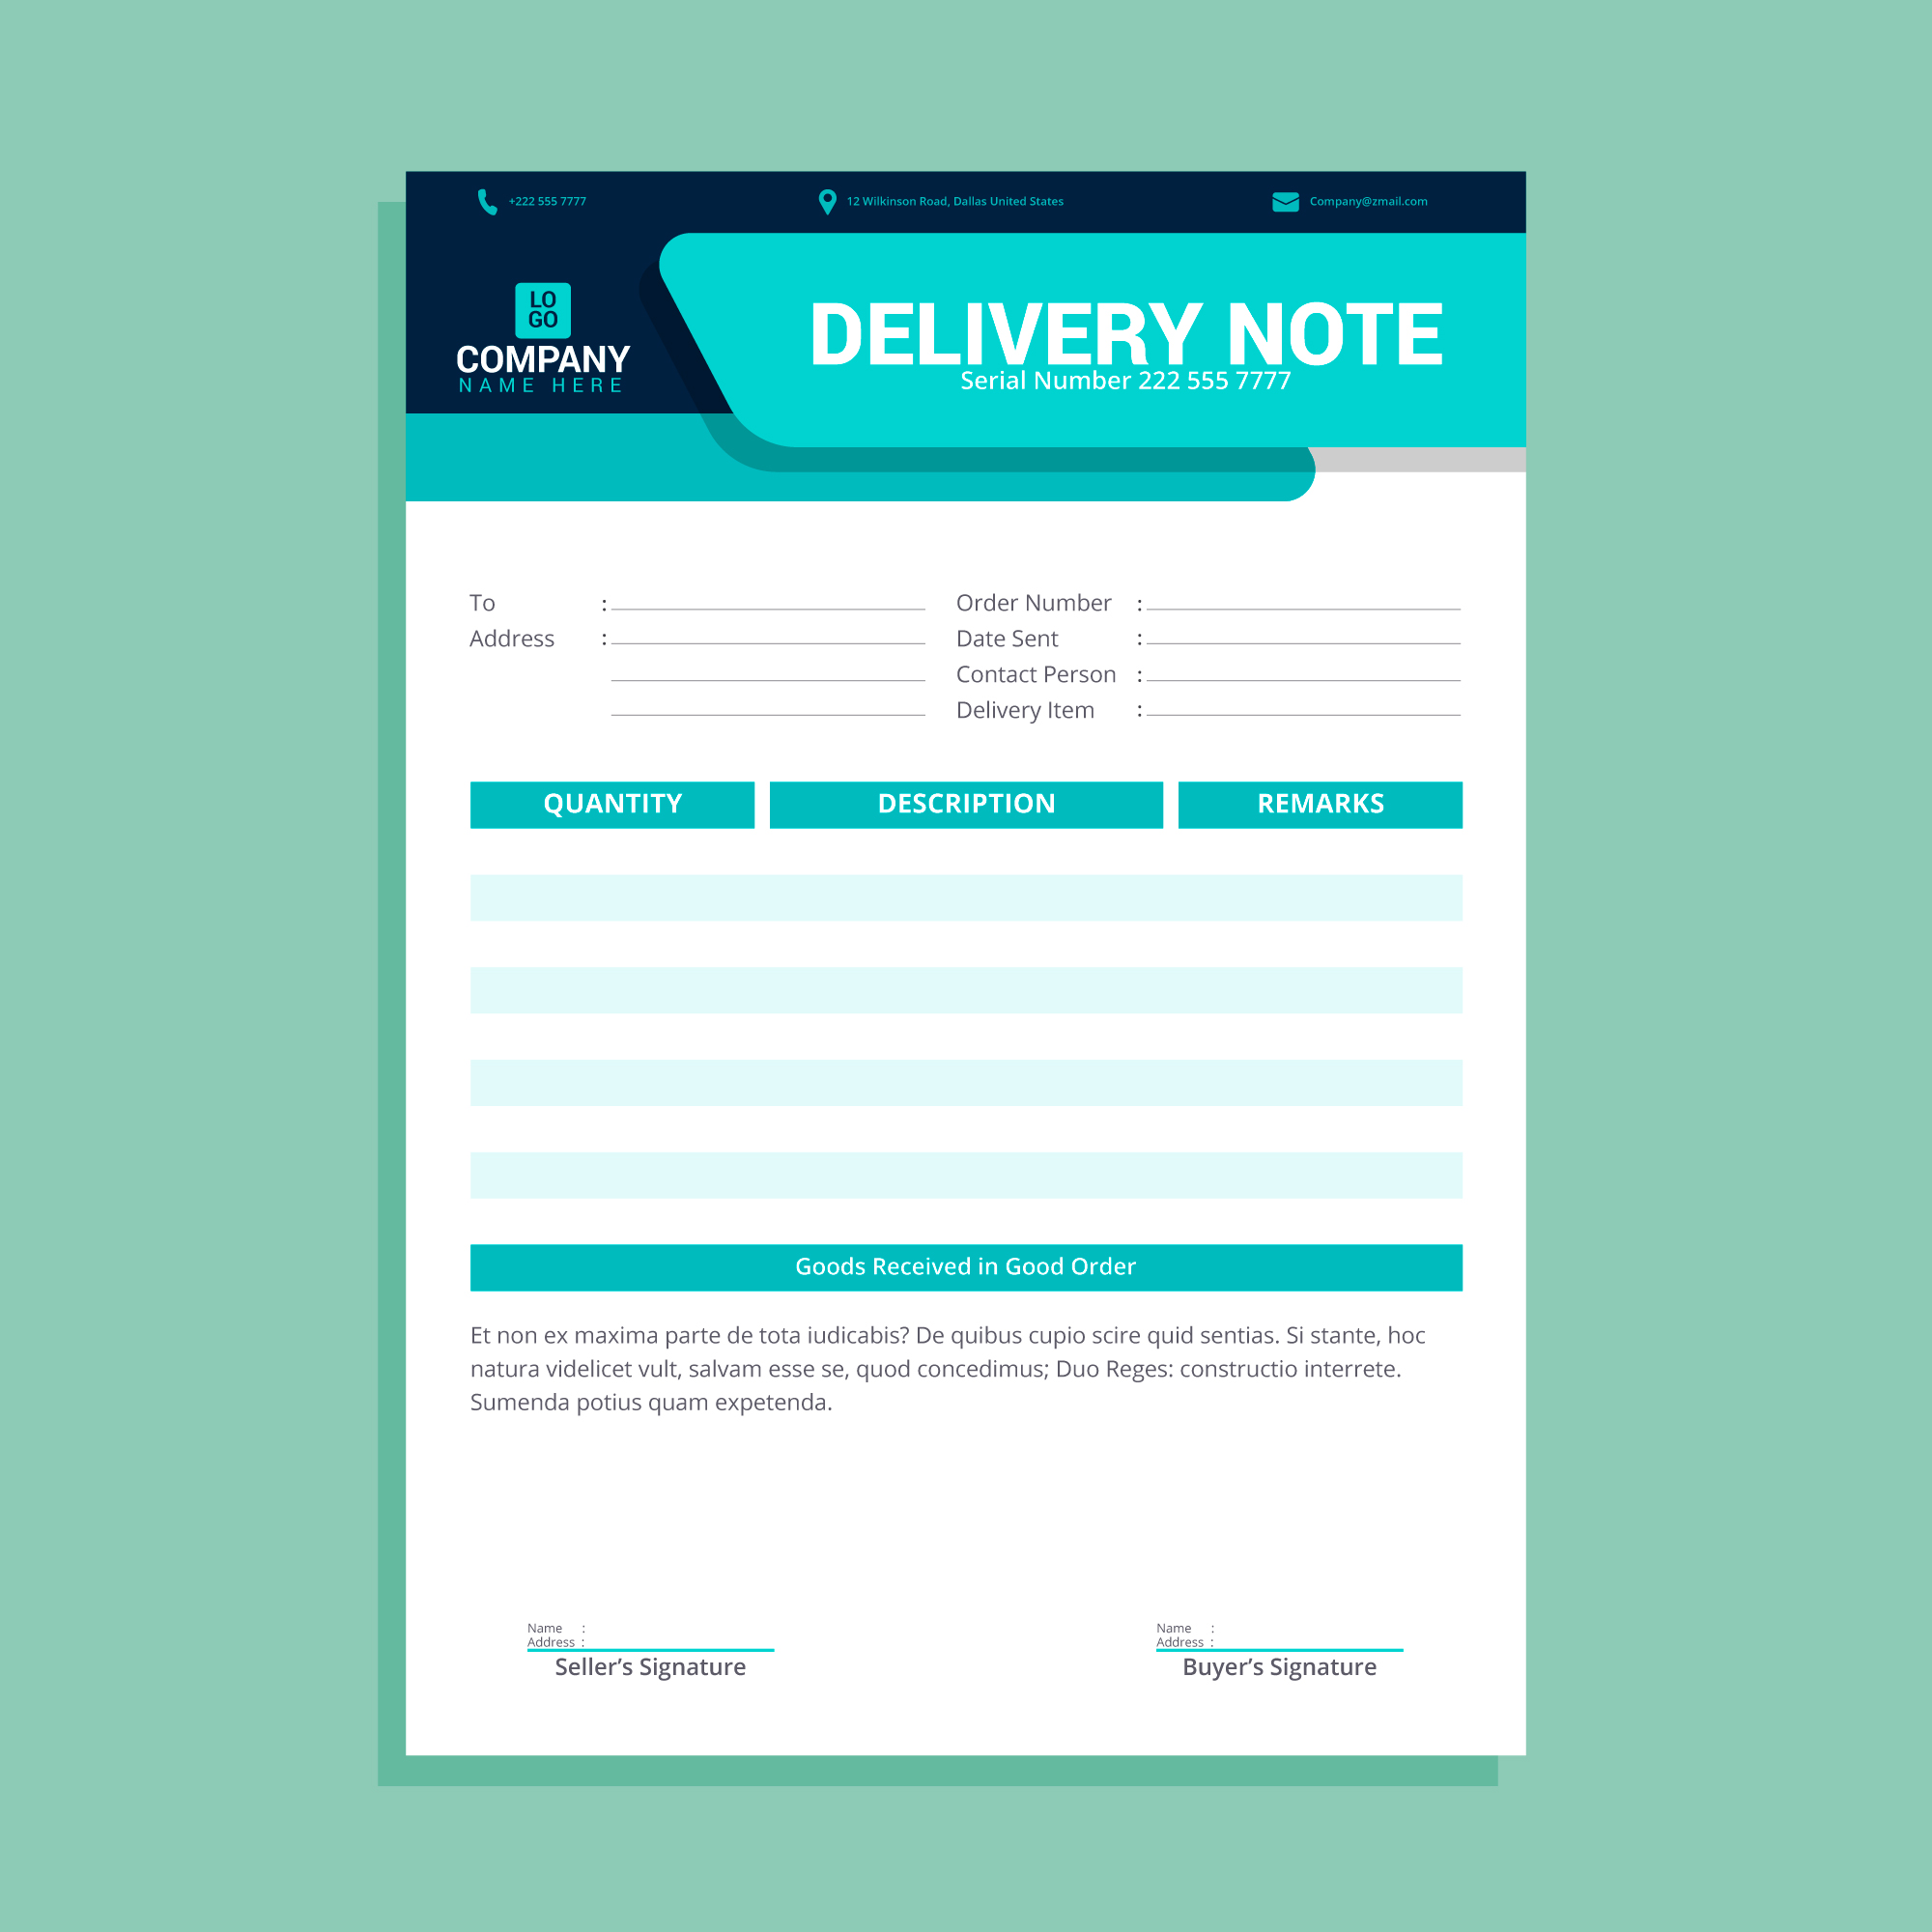 +222 555 7777
12 Wilkinson Road, Dallas United States
Company@zmail.com
LO
GO
COMPANY
NAME HERE
DELIVERY NOTE
Serial Number 222 555 7777
To :
Address :
Order Number :
Date Sent :
Contact Person :
Delivery Item :
QUANTITY DESCRIPTION REMARKS
Goods Received in Good Order
Et non ex maxima parte de tota iudicabis? De quibus cupio scire quid sentias. Si stante, hoc
natura videlicet vult, salvam esse se, quod concedimus; Duo Reges: constructio interrete.
Sumenda potius quam expetenda.
Name :
Address :
Seller’s Signature
Name :
Address :
Buyer’s Signature